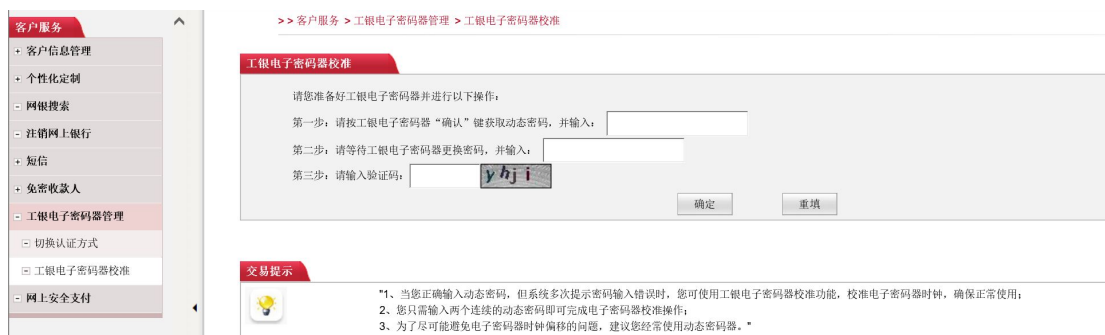 客户服务
+ 客户信息管理
+ 个性化定制
- 网银搜索
- 注销网上银行
+ 短信
+ 免密收款人
- 工银电子密码器管理
切换认证方式
工银电子密码器校准
- 网上安全支付
>> 客户服务 > 工银电子密码器管理 > 工银电子密码器校准
工银电子密码器校准
请您准备好工银电子密码器并进行以下操作：
第一步：请按工银电子密码器“确认”键获取动态密码，并输入：
第二步：请等待工银电子密码器更换密码，并输入：
第三步：请输入验证码： yhji
确定 重填
交易提示
"1、当您正确输入动态密码，但系统多次提示密码输入错误时，您可使用工银电子密码器校准功能，校准电子密码器时钟，确保正常使用；
2、您只需输入两个连续的动态密码即可完成电子密码器校准操作；
3、为了尽可能避免电子密码器时钟偏移的问题，建议您经常使用动态密码器。"